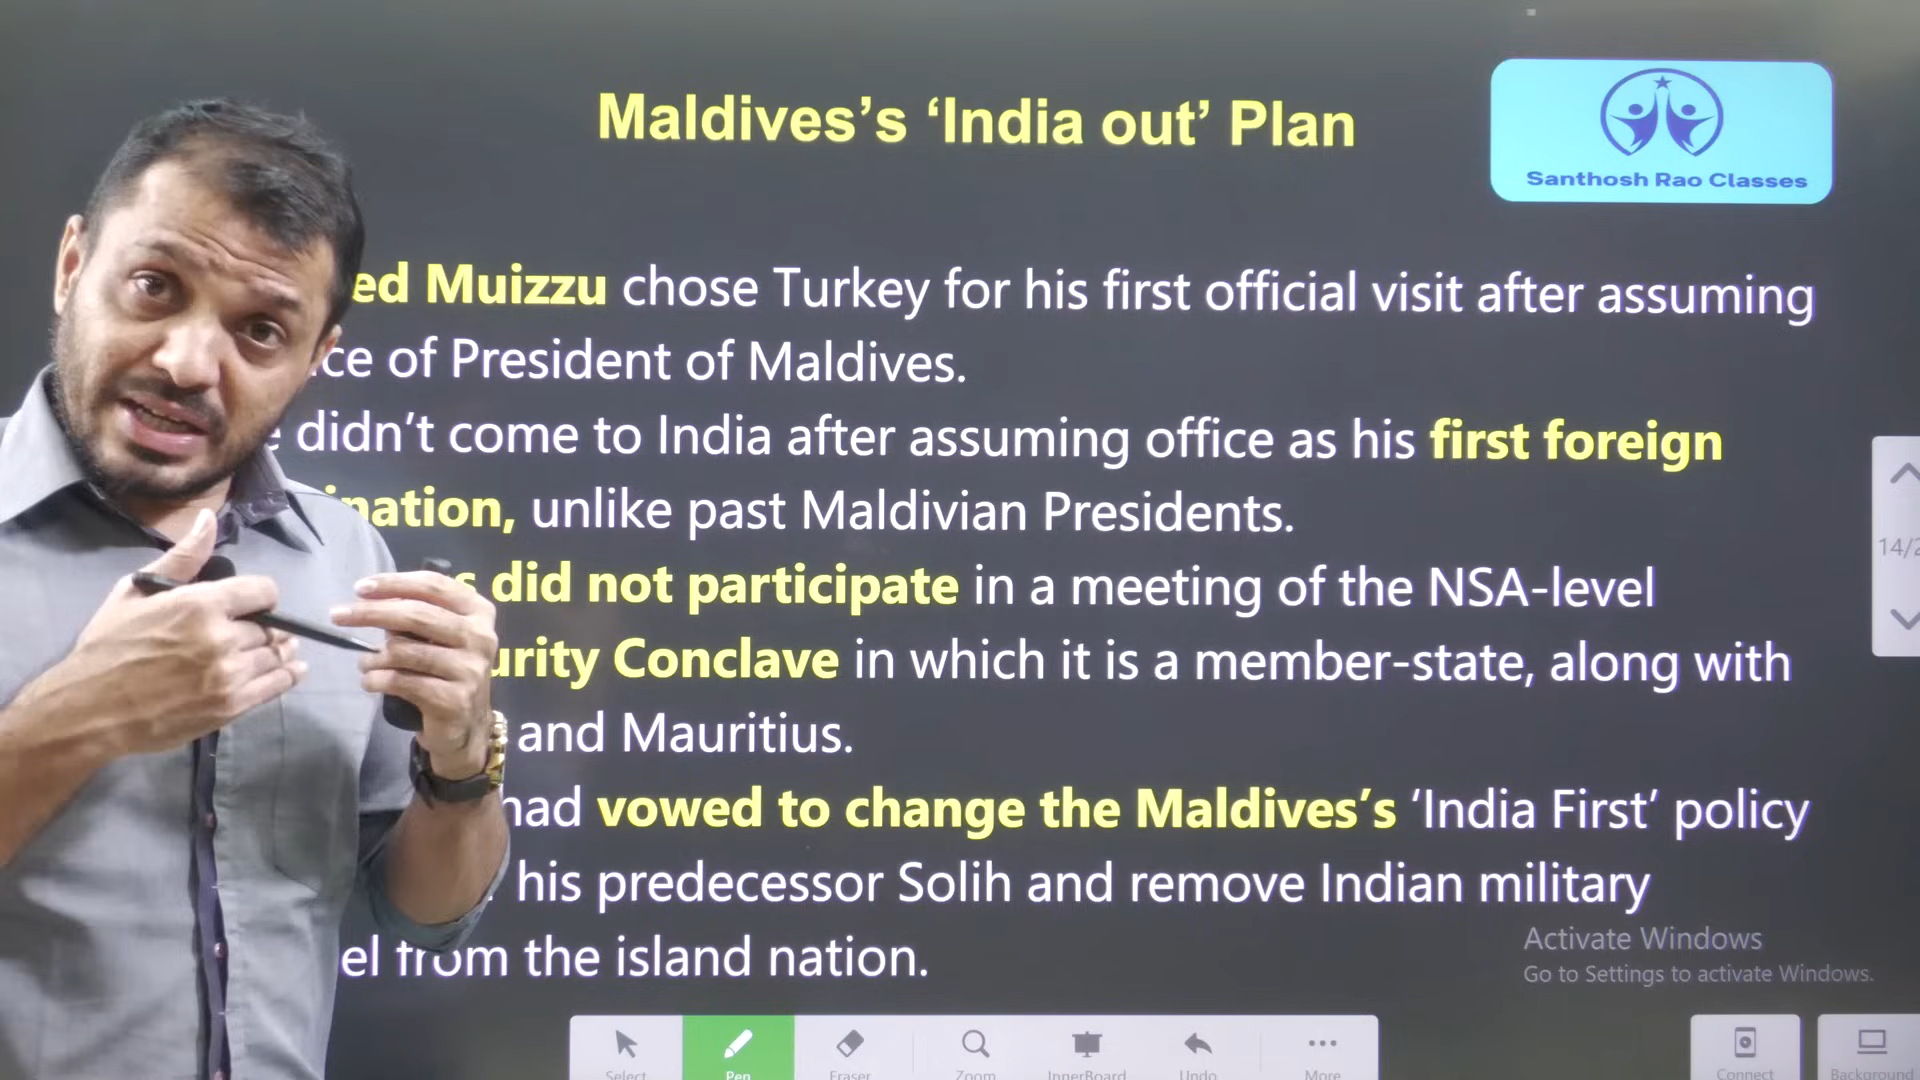 Maldives's 'India out' Plan
Santhosh Rao Classes
ed Muizzu chose Turkey for his first official visit after assuming
ce of President of Maldives.
didn't come to India after assuming office as his first foreign
ination, unlike past Maldivian Presidents.
s did not participate in a meeting of the NSA-level
urity Conclave in which it is a member-state, along with
and Mauritius.
had vowed to change the Maldives's 'India First' policy
his predecessor Solih and remove Indian military
el from the island nation.
14/2
Activate Windows
Go to Settings to activate Windows.
Select Pen Eraser Zoom InnerBoard Undo More Connect Background